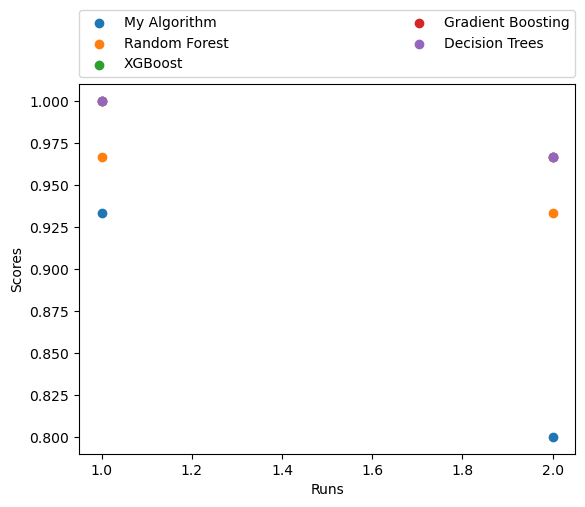 My Algorithm
Random Forest
XGBoost
Gradient Boosting
Decision Trees
1.000
0.975
0.950
0.925
0.900
0.875
0.850
0.825
0.800
Scores
1.0 1.2 1.4 1.6 1.8 2.0
Runs